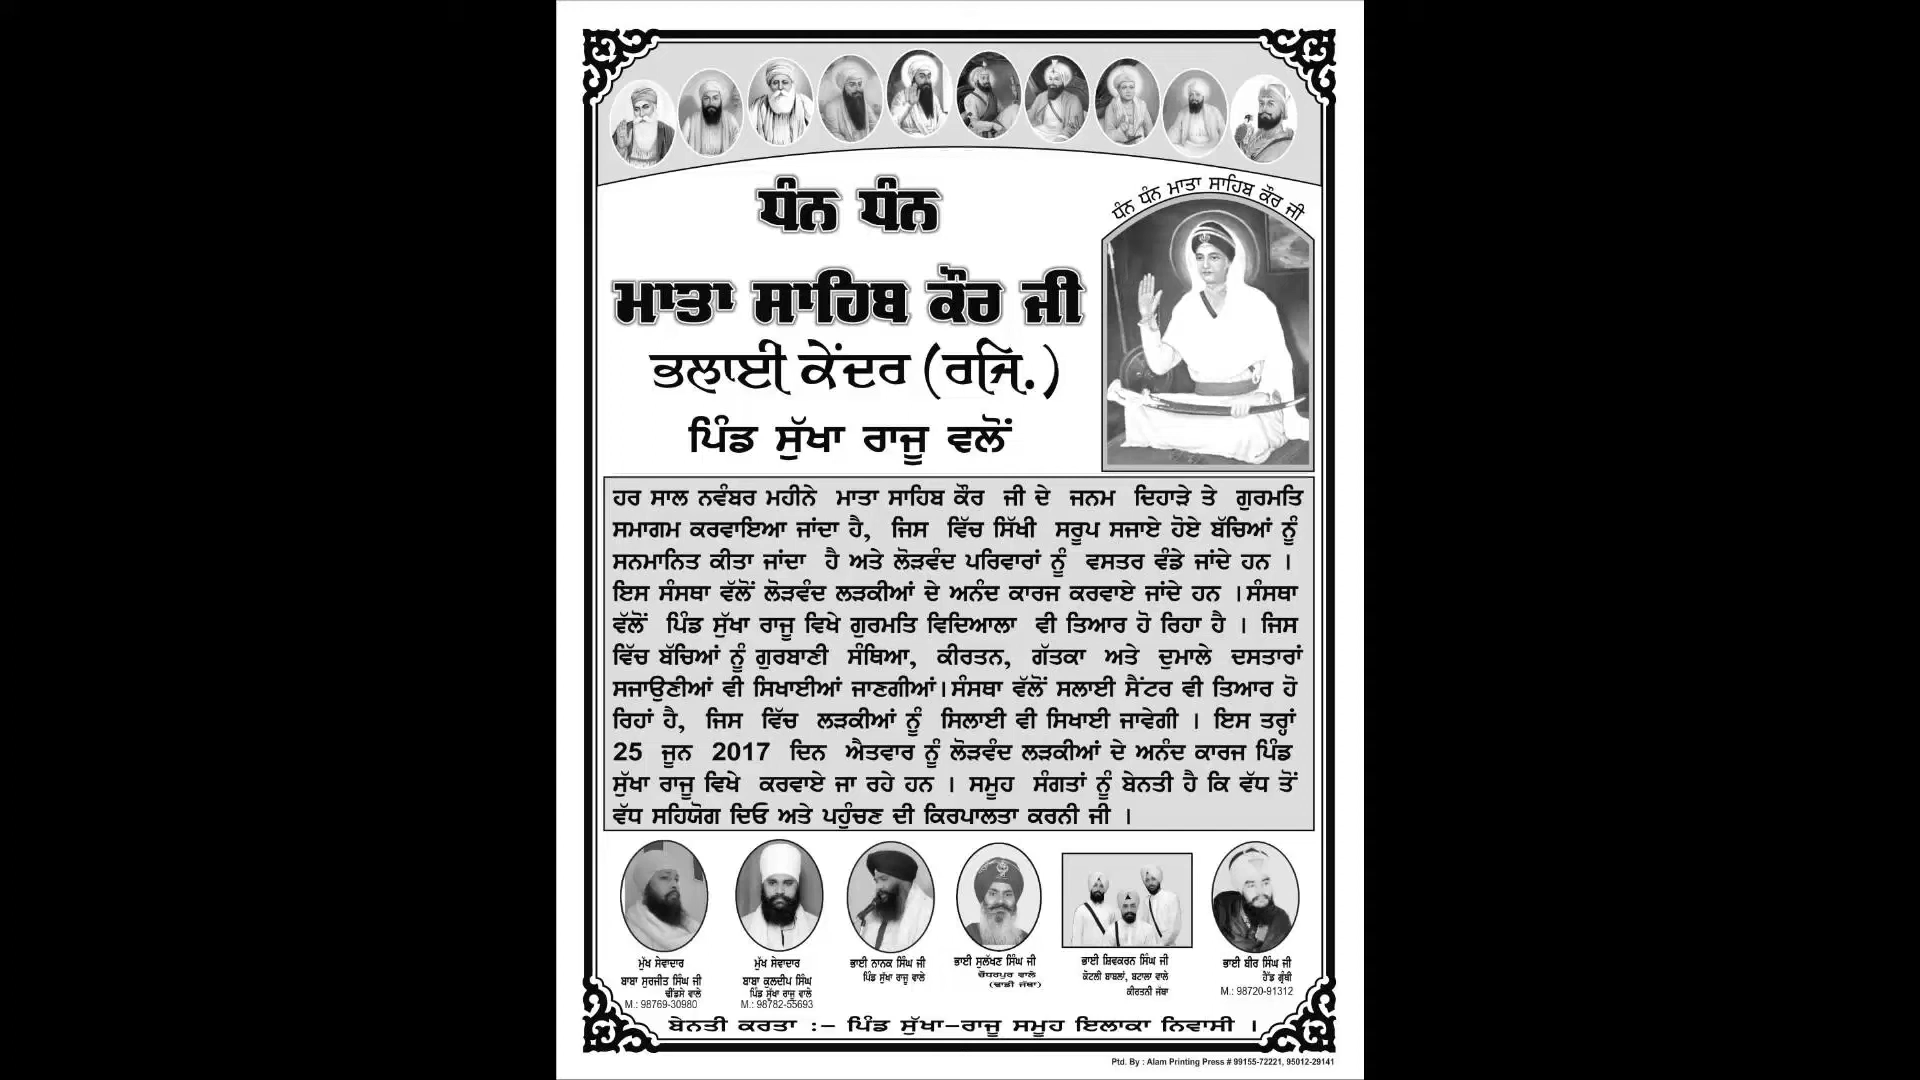 ਧੰਨ ਧੰਨ
ਮਾਤਾ ਸਾਹਿਬ ਕੌਰ ਜੀ
ਭਲਾਈ ਕੇਂਦਰ (ਰਜਿ.)
ਪਿੰਡ ਸੁੱਖਾ ਰਾਜੂ ਵਲੋਂ
ਧੰਨ ਧੰਨ ਮਾਤਾ ਸਾਹਿਬ ਕੌਰ ਜੀ
ਹਰ ਸਾਲ ਨਵੰਬਰ ਮਹੀਨੇ ਮਾਤਾ ਸਾਹਿਬ ਕੌਰ ਜੀ ਦੇ ਜਨਮ ਦਿਹਾੜੇ ਤੇ ਗੁਰਮਤਿ
ਸਮਾਗਮ ਕਰਵਾਇਆ ਜਾਂਦਾ ਹੈ, ਜਿਸ ਵਿੱਚ ਸਿੱਖੀ ਸਰੂਪ ਸਜਾਏ ਹੋਏ ਬੱਚਿਆਂ ਨੂੰ
ਸਨਮਾਨਿਤ ਕੀਤਾ ਜਾਂਦਾ ਹੈ ਅਤੇ ਲੋੜਵੰਦ ਪਰਿਵਾਰਾਂ ਨੂੰ ਵਸਤਰ ਵੰਡੇ ਜਾਂਦੇ ਹਨ ।
ਇਸ ਸੰਸਥਾ ਵੱਲੋਂ ਲੋੜਵੰਦ ਲੜਕੀਆਂ ਦੇ ਅਨੰਦ ਕਾਰਜ ਕਰਵਾਏ ਜਾਂਦੇ ਹਨ ।ਸੰਸਥਾ
ਵੱਲੋਂ ਪਿੰਡ ਸੁੱਖਾ ਰਾਜੂ ਵਿਖੇ ਗੁਰਮਤਿ ਵਿਦਿਆਲਾ ਵੀ ਤਿਆਰ ਹੋ ਰਿਹਾ ਹੈ । ਜਿਸ
ਵਿੱਚ ਬੱਚਿਆਂ ਨੂੰ ਗੁਰਬਾਣੀ ਸੰਥਿਆ, ਕੀਰਤਨ, ਗੱਤਕਾ ਅਤੇ ਦੁਮਾਲੇ ਦਸਤਾਰਾਂ
ਸਜਾਉਣੀਆਂ ਵੀ ਸਿਖਾਈਆਂ ਜਾਣਗੀਆਂ।ਸੰਸਥਾ ਵੱਲੋਂ ਸਲਾਈ ਸੈਂਟਰ ਵੀ ਤਿਆਰ ਹੋ
ਰਿਹਾਂ ਹੈ, ਜਿਸ ਵਿੱਚ ਲੜਕੀਆਂ ਨੂੰ ਸਿਲਾਈ ਵੀ ਸਿਖਾਈ ਜਾਵੇਗੀ । ਇਸ ਤਰ੍ਹਾਂ
25 ਜੂਨ 2017 ਦਿਨ ਐਤਵਾਰ ਨੂੰ ਲੋੜਵੰਦ ਲੜਕੀਆਂ ਦੇ ਅਨੰਦ ਕਾਰਜ ਪਿੰਡ
ਸੁੱਖਾ ਰਾਜੂ ਵਿਖੇ ਕਰਵਾਏ ਜਾ ਰਹੇ ਹਨ । ਸਮੂਹ ਸੰਗਤਾਂ ਨੂੰ ਬੇਨਤੀ ਹੈ ਕਿ ਵੱਧ ਤੋਂ
ਵੱਧ ਸਹਿਯੋਗ ਦਿਓ ਅਤੇ ਪਹੁੰਚਣ ਦੀ ਕਿਰਪਾਲਤਾ ਕਰਨੀ ਜੀ ।
ਮੁੱਖ ਸੇਵਾਦਾਰ
ਬਾਬਾ ਸੁਰਜੀਤ ਸਿੰਘ ਜੀ
ਢੀਂਡਸੇ ਵਾਲੇ
M.: 98769-30980
ਮੁੱਖ ਸੇਵਾਦਾਰ
ਬਾਬਾ ਕੁਲਦੀਪ ਸਿੰਘ
ਪਿੰਡ ਸੁੱਖਾ ਰਾਜੂ ਵਾਲੇ
M.: 98782-55693
ਭਾਈ ਨਾਨਕ ਸਿੰਘ ਜੀ
ਪਿੰਡ ਸੁੱਖਾ ਰਾਜੂ ਵਾਲੇ
ਭਾਈ ਸੁਲੱਖਣ ਸਿੰਘ ਜੀ
ਚੌਧਰਪੁਰ ਵਾਲੇ
(ਢਾਡੀ ਜੱਥਾ)
ਭਾਈ ਸ਼ਿਵਕਰਨ ਸਿੰਘ ਜੀ
ਕੋਟਲੀ ਬਾਬਲਾਂ, ਬਟਾਲਾ ਵਾਲੇ
ਕੀਰਤਨੀ ਜੱਥਾ
ਭਾਈ ਬੀਰ ਸਿੰਘ ਜੀ
ਹੈੱਡ ਗ੍ਰੰਥੀ
M.: 98720-91312
ਬੇਨਤੀ ਕਰਤਾ :– ਪਿੰਡ ਸੁੱਖਾ–ਰਾਜੂ ਸਮੂਹ ਇਲਾਕਾ ਨਿਵਾਸੀ ।
Ptd. By : Alam Printing Press # 99155-72221, 95012-29141